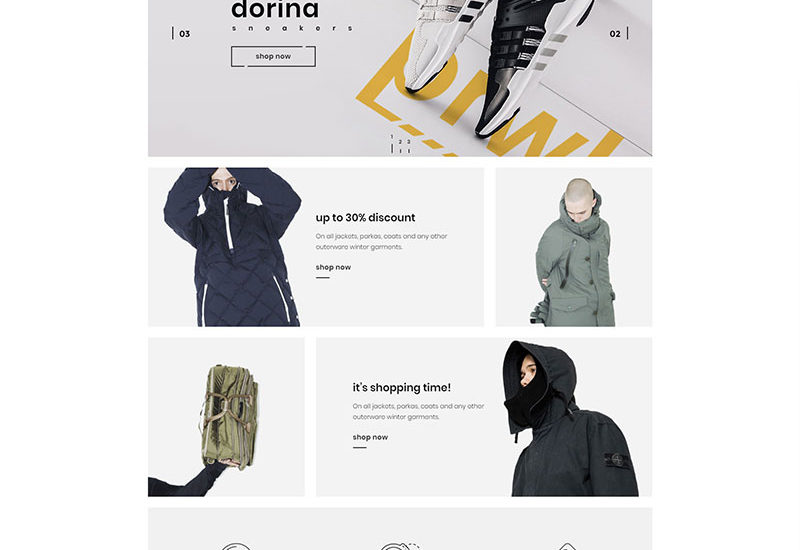 dorina
sneakers
03
02
shop now
1
2 3
up to 30% discount
On all jackets, parkas, coats and any other
outerware winter garments.
shop now
it's shopping time!
On all jackets, parkas, coats and any other
outerware winter garments.
shop now